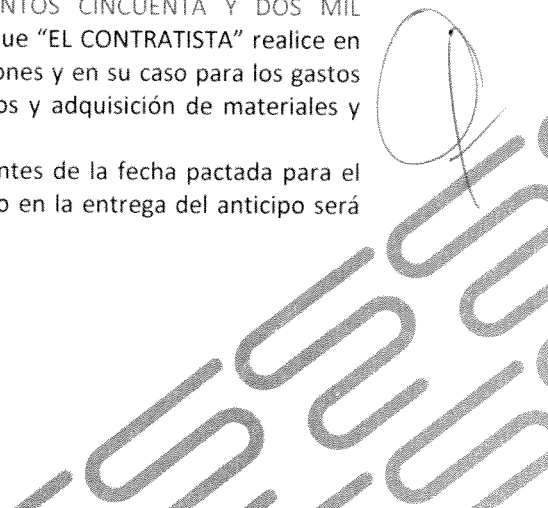 NTOS CINCUENTA Y DOS MIL
ue "EL CONTRATISTA" realice en
ones y en su caso para los gastos
os y adquisición de materiales y
ntes de la fecha pactada para el
o en la entrega del anticipo será